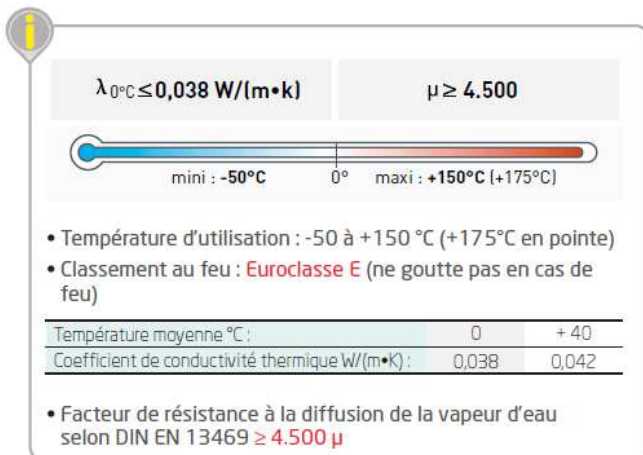 i
λ 0°C ≤ 0,038 W/(m•k)
µ ≥ 4.500
mini : -50°C 0° maxi : +150°C (+175°C)
• Température d'utilisation : -50 à +150 °C (+175°C en pointe)
• Classement au feu : Euroclasse E (ne goutte pas en cas de
feu)
Température moyenne °C : 0 + 40
Coefficient de conductivité thermique W/(m•K) : 0,038 0,042
• Facteur de résistance à la diffusion de la vapeur d'eau
selon DIN EN 13469 ≥ 4.500 µ